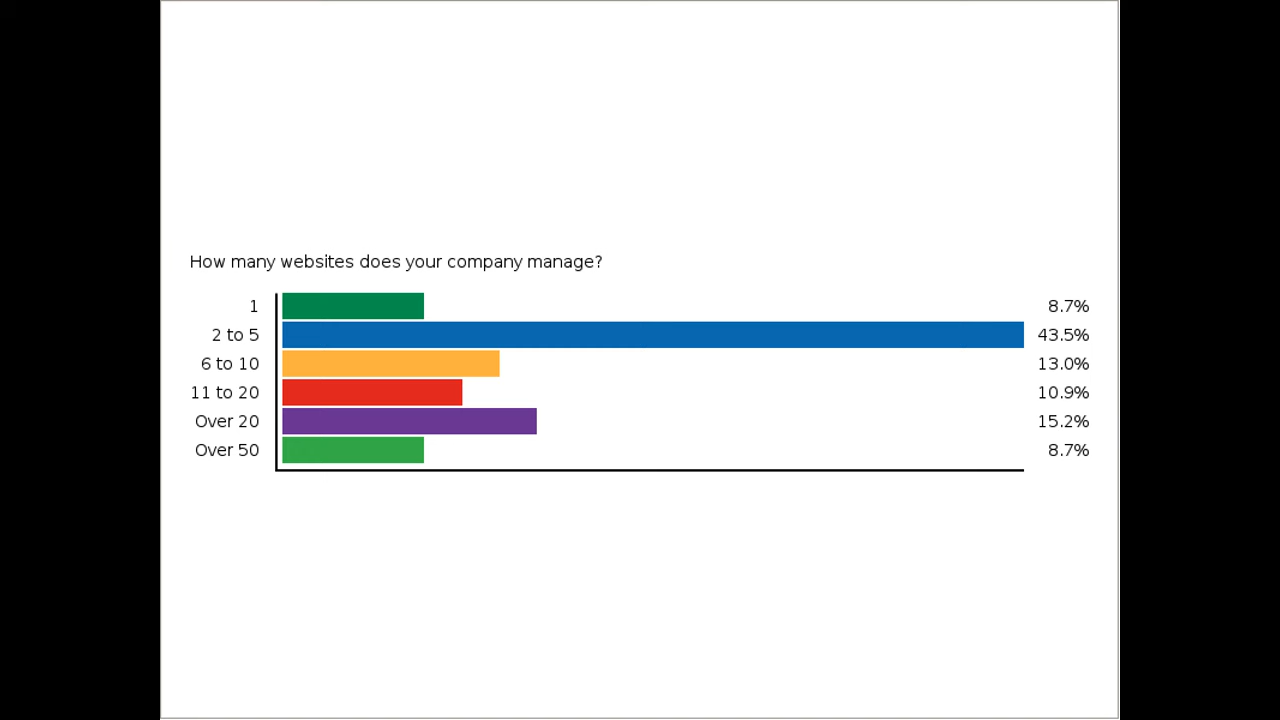 How many websites does your company manage?
1 8.7%
2 to 5 43.5%
6 to 10 13.0%
11 to 20 10.9%
Over 20 15.2%
Over 50 8.7%